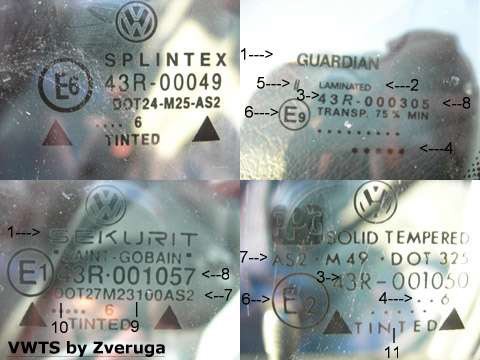 SPLINTEX
E6 43R-00049
DOT24-M25-AS2
.... 6
TINTED
1---> GUARDIAN
5---> || LAMINATED <---2
3---> 43R-000305 <--8
6---> E9 TRANSP. 75% MIN
<---4
1---> SEKURIT
SAINT-GOBAIN
E1 43R-001057 <--8
DOT27M23100AS2 <--7
..... 6
TINTED
10 9
SOLID TEMPERED
7--> AS2 · M49 · DOT 325
3--> 43R-001050
6--> E2 4---> ...6
TINTED
11
VWTS by Zveruga